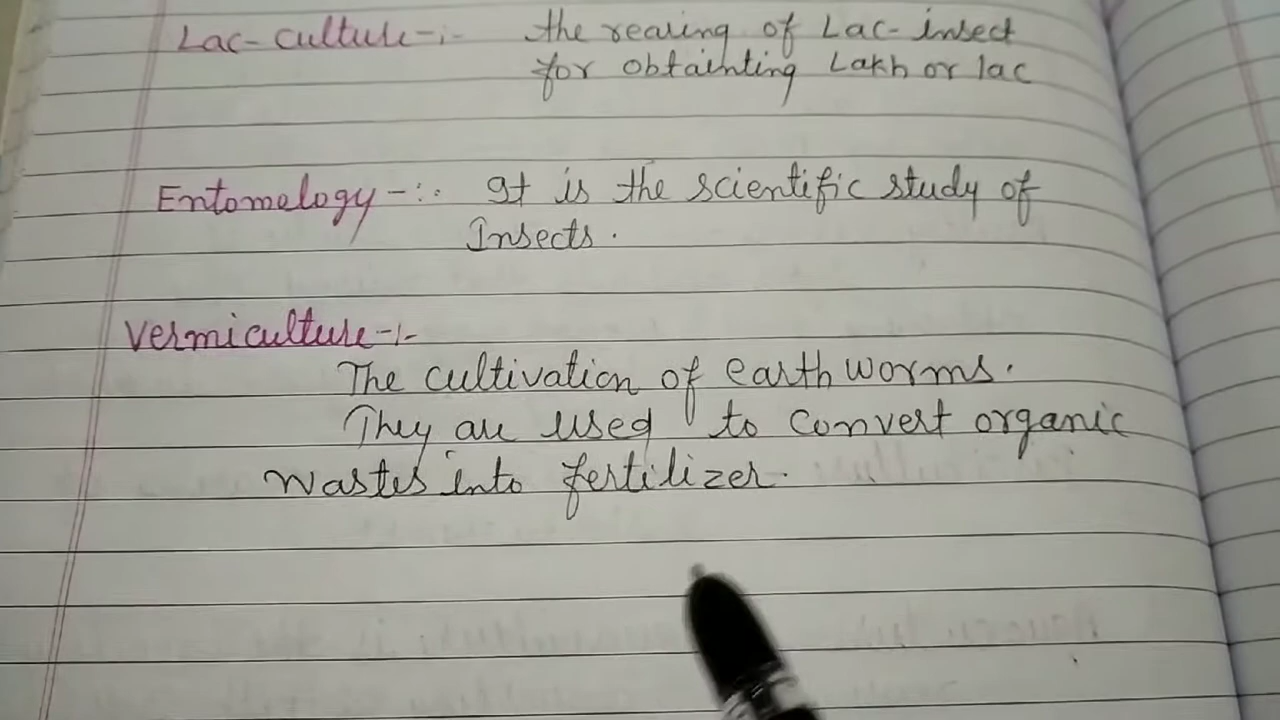 Lac-culture-:- the rearing of Lac-insect
for obtainting Lakh or lac
Entomelogy-:- It is the scientific study of
Insects.
Vermiculture-:-
The cultivation of earthworms.
They are used to convert organic
wastes into fertilizer.